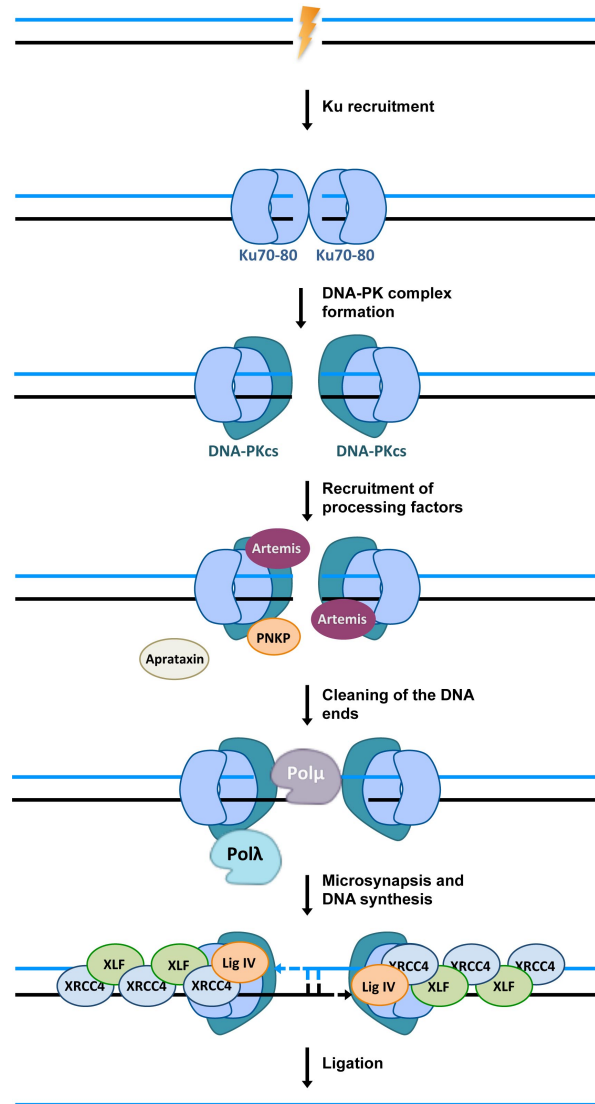 Ku recruitment
Ku70-80 Ku70-80
DNA-PK complex
formation
DNA-PKcs DNA-PKcs
Recruitment of
processing factors
Artemis
Artemis
PNKP
Aprataxin
Cleaning of the DNA
ends
Polμ
Polλ
Microsynapsis and
DNA synthesis
XLF XLF Lig IV XRCC4 XRCC4 XRCC4
XRCC4 XRCC4 XRCC4 Lig IV XLF XLF
Ligation